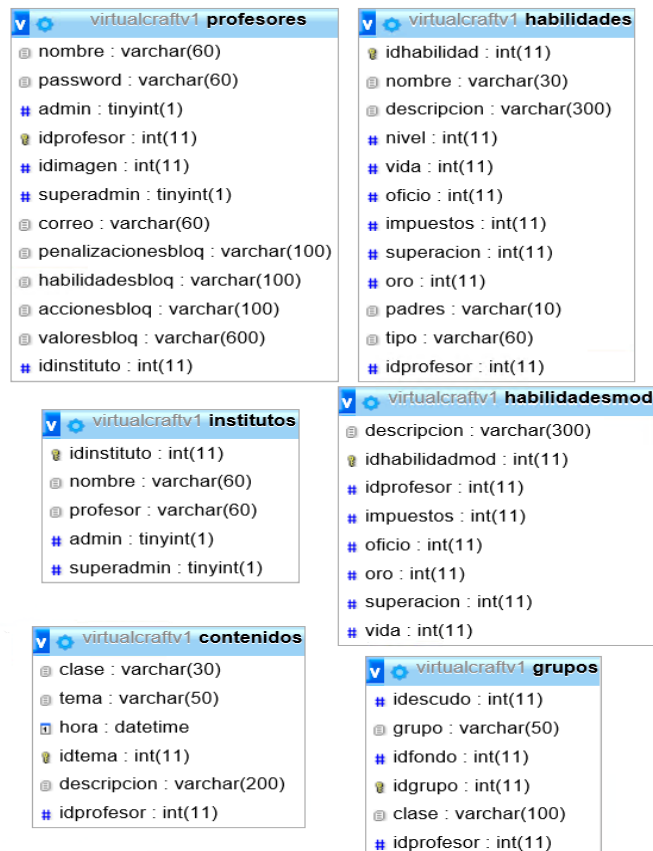 virtualcraftv1 profesores
nombre : varchar(60)
password : varchar(60)
admin : tinyint(1)
idprofesor : int(11)
idimagen : int(11)
superadmin : tinyint(1)
correo : varchar(60)
penalizacionesbloq : varchar(100)
habilidadesbloq : varchar(100)
accionesbloq : varchar(100)
valoresbloq : varchar(600)
idinstituto : int(11)
virtualcraftv1 habilidades
idhabilidad : int(11)
nombre : varchar(30)
descripcion : varchar(300)
nivel : int(11)
vida : int(11)
oficio : int(11)
impuestos : int(11)
superacion : int(11)
oro : int(11)
padres : varchar(10)
tipo : varchar(60)
idprofesor : int(11)
virtualcraftv1 institutos
idinstituto : int(11)
nombre : varchar(60)
profesor : varchar(60)
admin : tinyint(1)
superadmin : tinyint(1)
virtualcraftv1 habilidadesmod
descripcion : varchar(300)
idhabilidadmod : int(11)
idprofesor : int(11)
impuestos : int(11)
oficio : int(11)
oro : int(11)
superacion : int(11)
vida : int(11)
virtualcraftv1 contenidos
clase : varchar(30)
tema : varchar(50)
hora : datetime
idtema : int(11)
descripcion : varchar(200)
idprofesor : int(11)
virtualcraftv1 grupos
idescudo : int(11)
grupo : varchar(50)
idfondo : int(11)
idgrupo : int(11)
clase : varchar(100)
idprofesor : int(11)